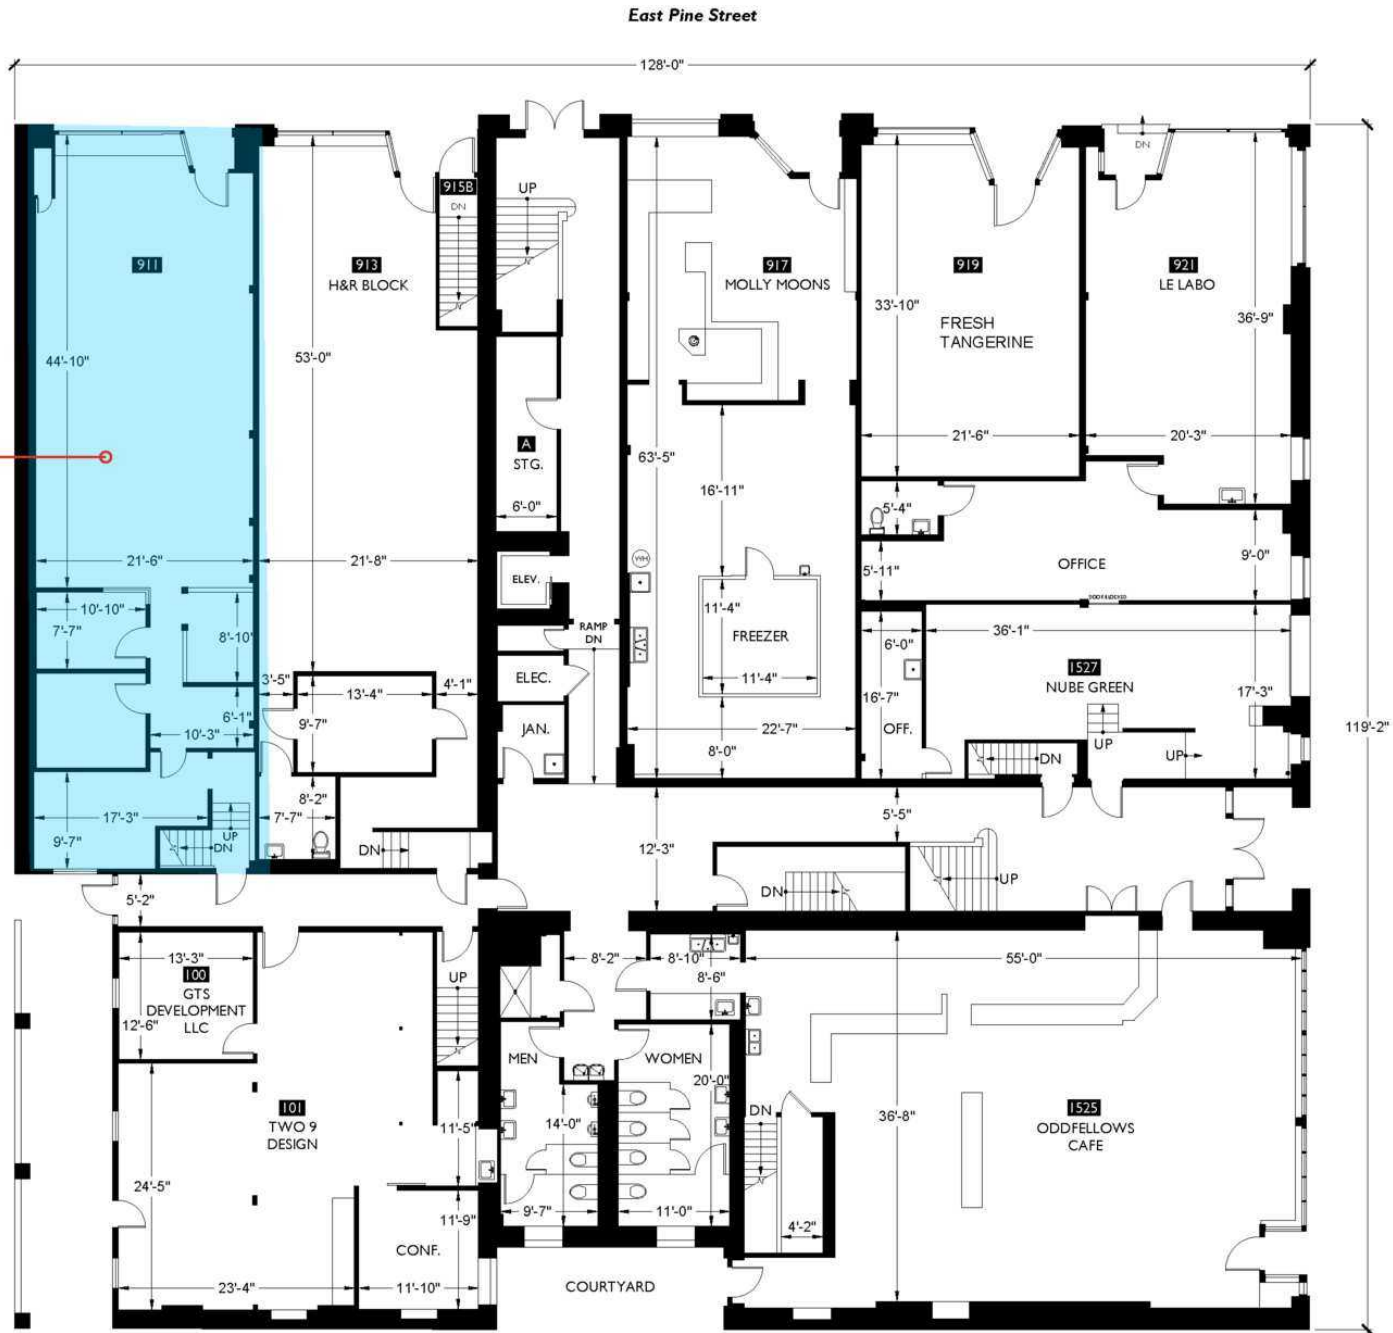 East Pine Street
128'-0"
915B
DN
UP
DN
911
913
H&R BLOCK
917
MOLLY MOONS
919
FRESH
TANGERINE
921
LE LABO
33'-10"
36'-9"
44'-10"
53'-0"
A
STG.
6'-0"
63'-5"
16'-11"
21'-6"
20'-3"
5'-4"
21'-6"
21'-8"
ELEV.
WH
5'-11"
OFFICE
9'-0"
10'-10"
7'-7"
8'-10"
RAMP
DN
11'-4"
FREEZER
11'-4"
6'-0"
36'-1"
1527
NUBE GREEN
3'-5"
13'-4"
4'-1"
ELEC.
16'-7"
17'-3"
6'-1"
10'-3"
9'-7"
JAN.
22'-7"
8'-0"
OFF.
UP
DN
UP
119'-2"
8'-2"
7'-7"
17'-3"
9'-7"
UP
DN
DN
12'-3"
5'-5"
DN
UP
5'-2"
13'-3"
100
GTS
DEVELOPMENT
LLC
12'-6"
UP
8'-2"
8'-10"
8'-6"
55'-0"
MEN
WOMEN
20'-0"
101
TWO 9
DESIGN
11'-5"
14'-0"
DN
36'-8"
1525
ODDFELLOWS
CAFE
24'-5"
11'-9"
9'-7"
11'-0"
4'-2"
CONF.
23'-4"
11'-10"
COURTYARD